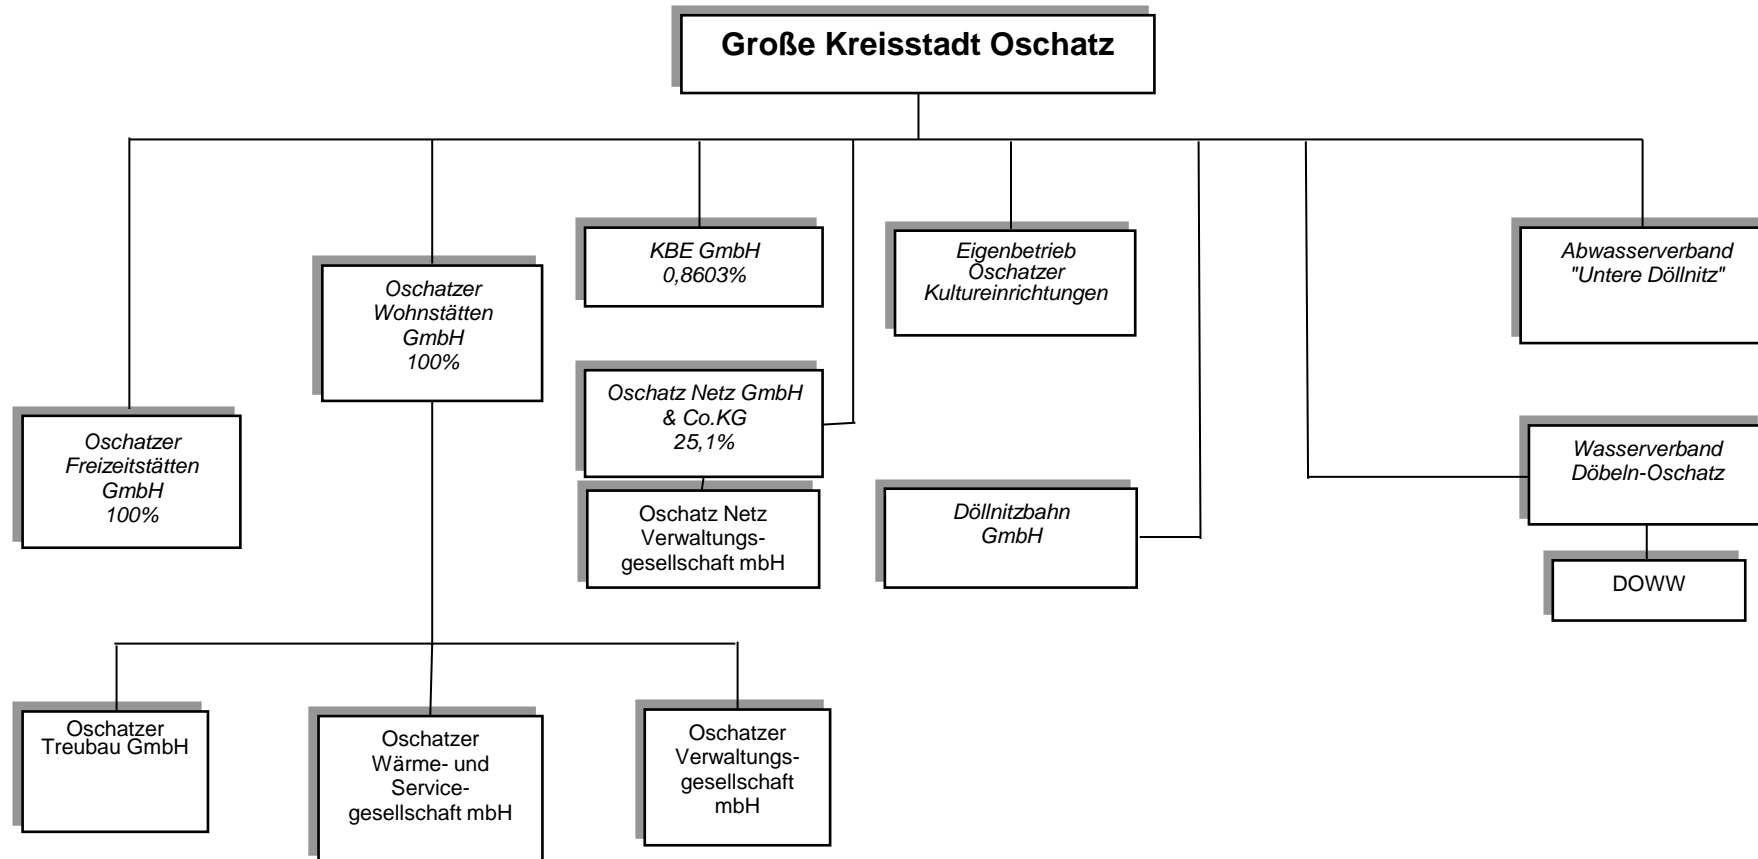 Große Kreisstadt Oschatz
KBE GmbH
0,8603%
Eigenbetrieb
Oschatzer
Kultureinrichtungen
Abwasserverband
"Untere Döllnitz"
Oschatzer
Wohnstätten
GmbH
100%
Oschatz Netz GmbH
& Co.KG
25,1%
Oschatzer
Freizeitstätten
GmbH
100%
Wasserverband
Döbeln-Oschatz
Oschatz Netz
Verwaltungs-
gesellschaft mbH
Döllnitzbahn
GmbH
DOWW
Oschatzer
Treubau GmbH
Oschatzer
Wärme- und
Service-
gesellschaft mbH
Oschatzer
Verwaltungs-
gesellschaft
mbH